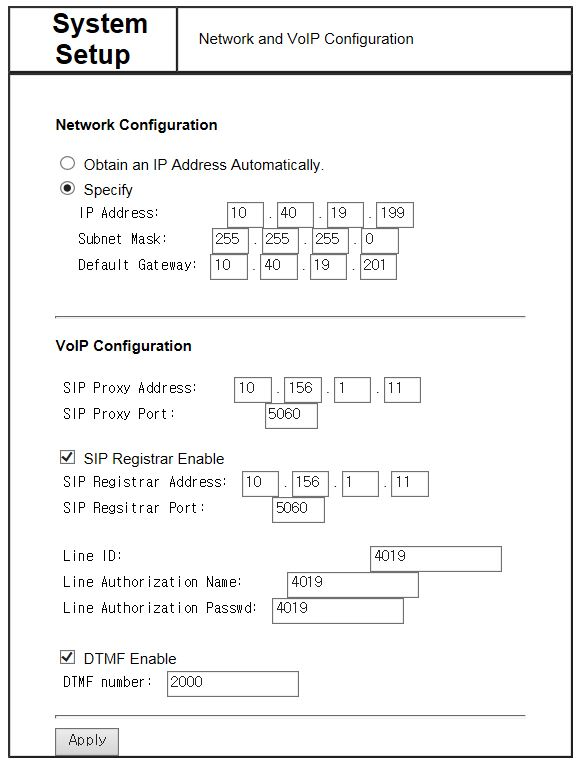 System
Setup
Network and VoIP Configuration
Network Configuration
Obtain an IP Address Automatically.
Specify
IP Address: 10 . 40 . 19 . 199
Subnet Mask: 255 . 255 . 255 . 0
Default Gateway: 10 . 40 . 19 . 201
VoIP Configuration
SIP Proxy Address: 10 . 156 . 1 . 11
SIP Proxy Port: 5060
SIP Registrar Enable
SIP Registrar Address: 10 . 156 . 1 . 11
SIP Regsitrar Port: 5060
Line ID: 4019
Line Authorization Name: 4019
Line Authorization Passwd: 4019
DTMF Enable
DTMF number: 2000
Apply